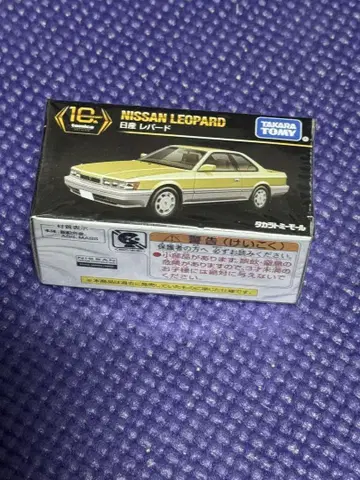 10th
NISSAN LEOPARD
日産 レパード
TAKARA
TOMY
タカラトミーモール
材質表示
NISSAN
⚠ 警告(けいこく)
保護者の方へ 必ずお読みください。
●小部品があります。誤飲・窒息の
危険がありますので、3才未満の
お子様には絶対に与えないで
ください。